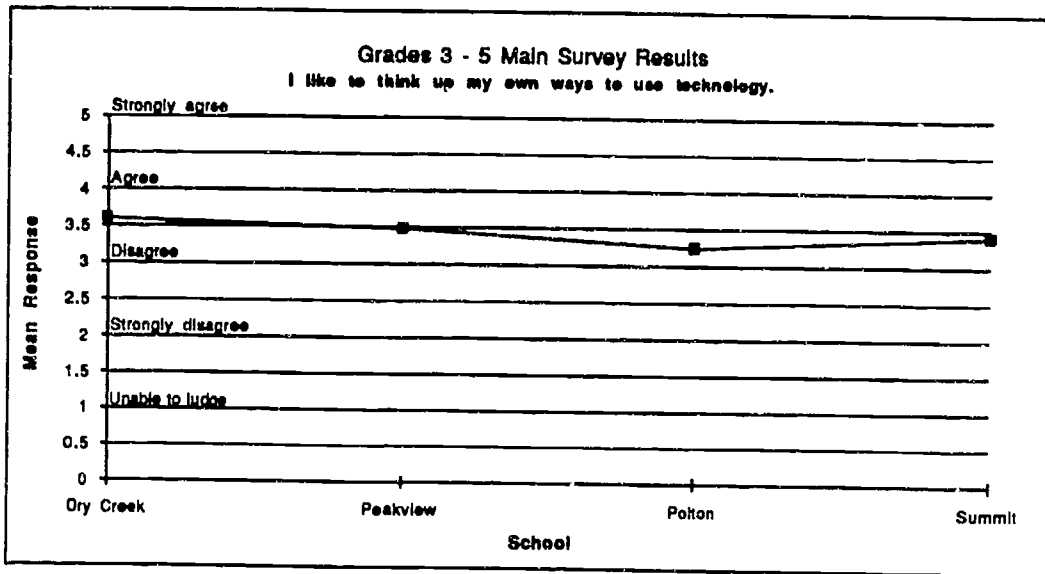 Grades 3 - 5 Main Survey Results
I like to think up my own ways to use technology.
Mean Response
5 Strongly agree
4.5
4 Agree
3.5
3 Disagree
2.5
2 Strongly disagree
1.5
1 Unable to judge
0.5
0
Dry Creek Peakview Polton Summit
School